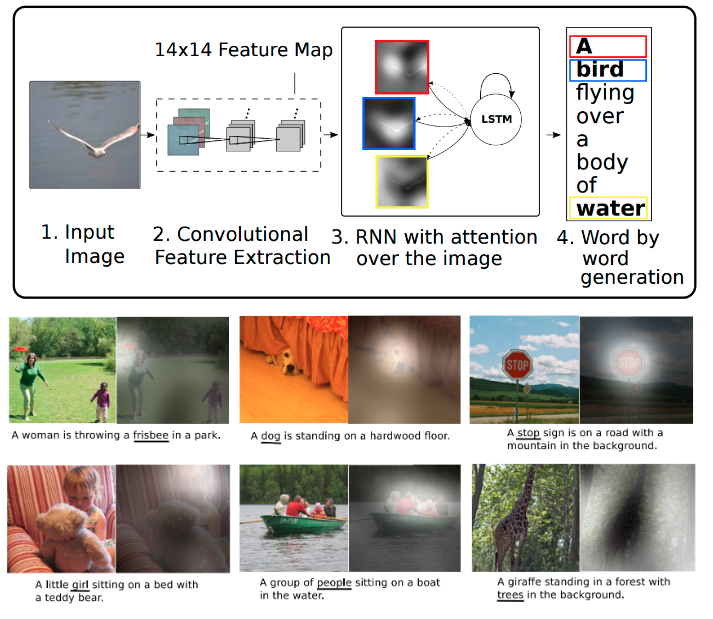 14x14 Feature Map
A
bird
flying
over
a
body
of
water
LSTM
1. Input
Image
2. Convolutional
Feature Extraction
3. RNN with attention
over the image
4. Word by
word
generation
STOP
STOP
A woman is throwing a frisbee in a park.
A dog is standing on a hardwood floor.
A stop sign is on a road with a
mountain in the background.
A little girl sitting on a bed with
a teddy bear.
A group of people sitting on a boat
in the water.
A giraffe standing in a forest with
trees in the background.